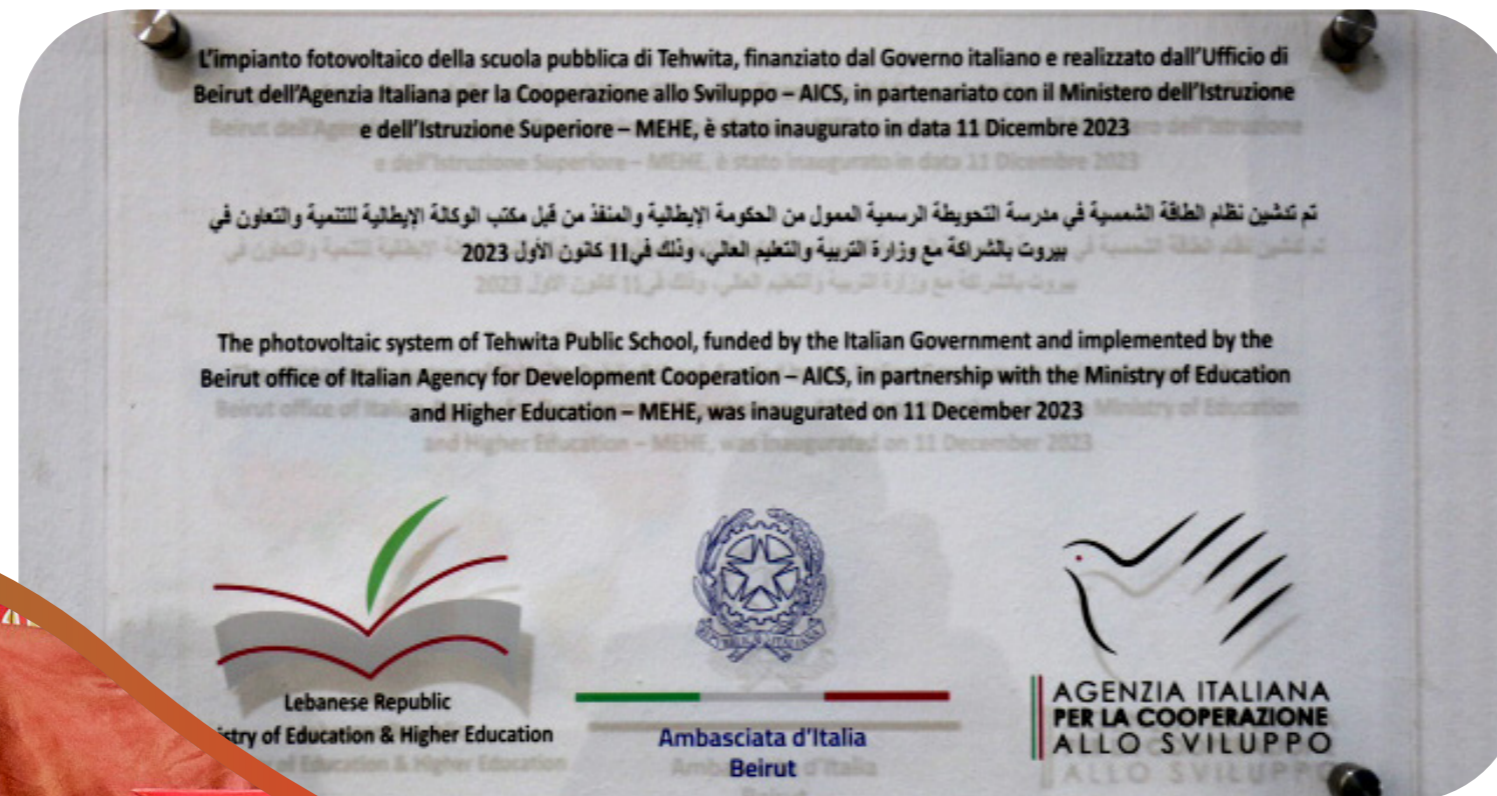 L'impianto fotovoltaico della scuola pubblica di Tehwita, finanziato dal Governo italiano e realizzato dall'Ufficio di
Beirut dell'Agenzia Italiana per la Cooperazione allo Sviluppo – AICS, in partenariato con il Ministero dell'Istruzione
e dell'Istruzione Superiore – MEHE, è stato inaugurato in data 11 Dicembre 2023
تم تدشين نظام الطاقة الشمسية في مدرسة التحويطة الرسمية الممول من الحكومة الإيطالية والمنفذ من قبل مكتب الوكالة الإيطالية للتنمية والتعاون في
بيروت بالشراكة مع وزارة التربية والتعليم العالي، وذلك في11 كانون الأول 2023
The photovoltaic system of Tehwita Public School, funded by the Italian Government and implemented by the
Beirut office of Italian Agency for Development Cooperation – AICS, in partnership with the Ministry of Education
and Higher Education – MEHE, was inaugurated on 11 December 2023
Lebanese Republic
of Education & Higher Education
REPVBBLICA ITALIANA
Ambasciata d'Italia
Beirut
AGENZIA ITALIANA
PER LA COOPERAZIONE
ALLO SVILUPPO